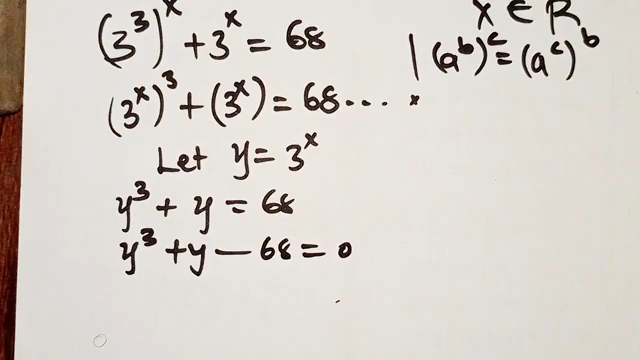 (3³)ˣ + 3ˣ = 68
x ∈ R
| (aᵇ)ᶜ = (aᶜ)ᵇ
(3ˣ)³ + (3ˣ) = 68 .... *
Let y = 3ˣ
y³ + y = 68
y³ + y — 68 = 0